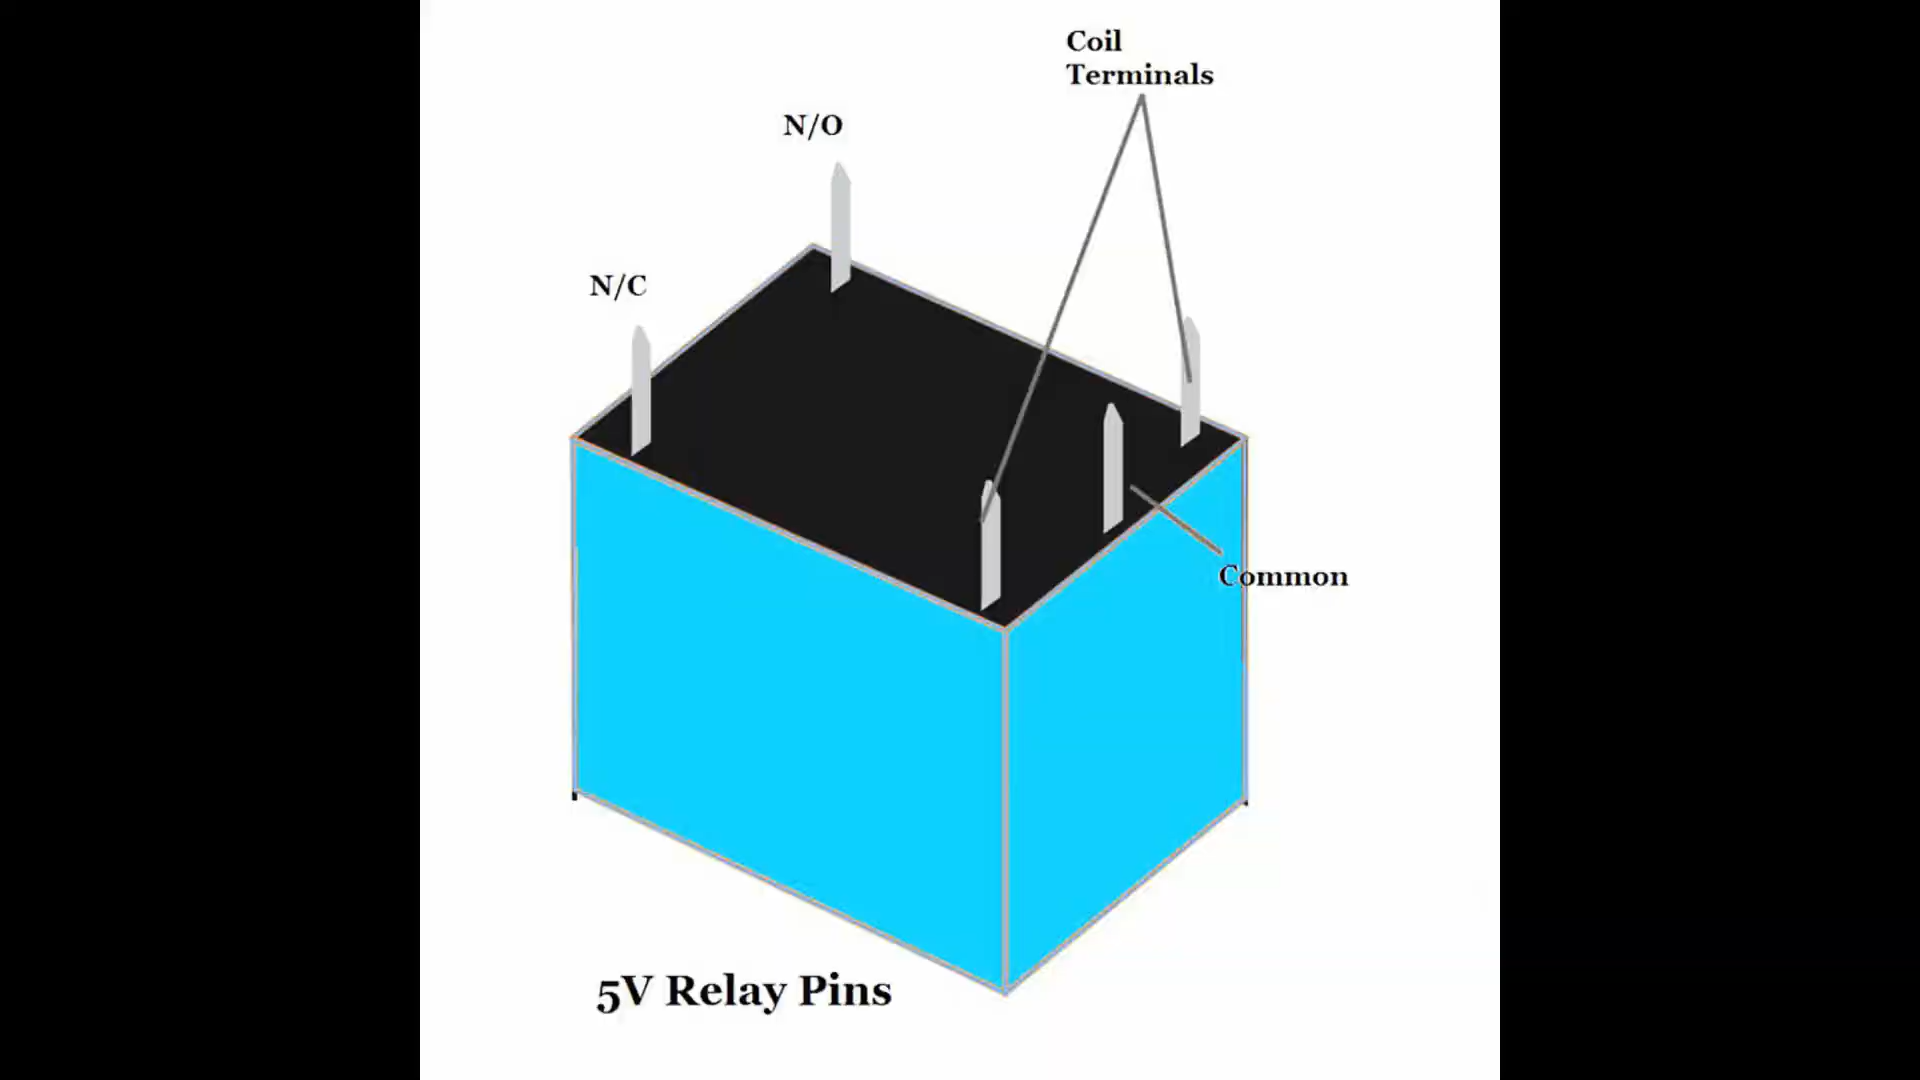 Coil
Terminals
N/O
N/C
Common
5V Relay Pins